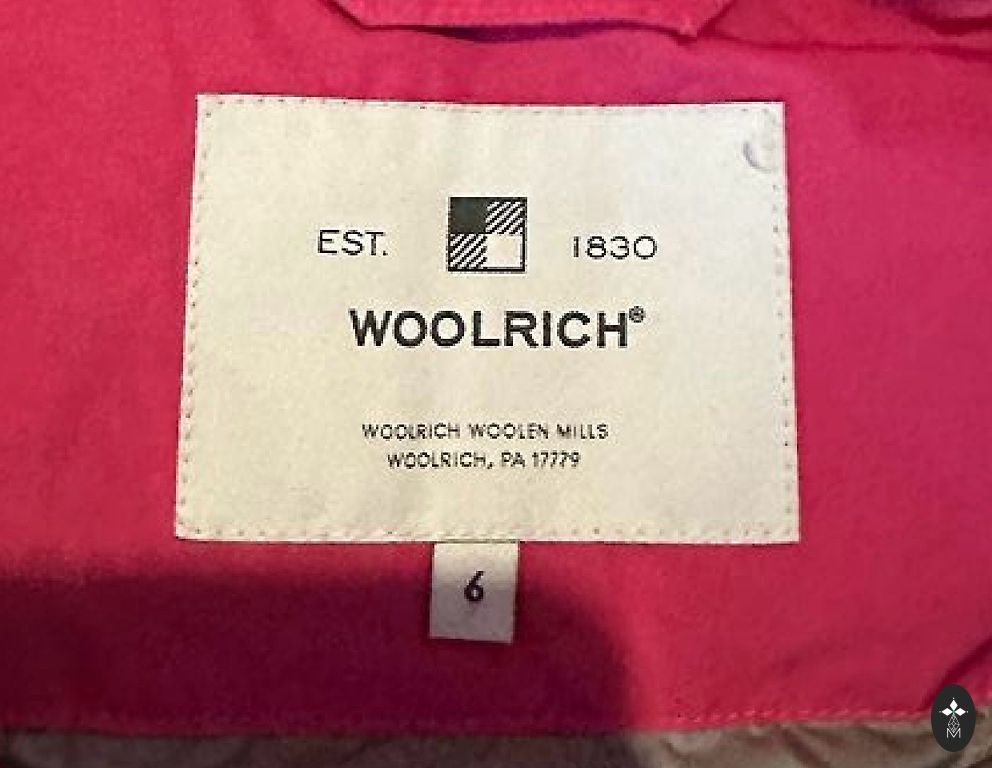 EST. 1830
WOOLRICH®
WOOLRICH WOOLEN MILLS
WOOLRICH, PA 17779
6
M